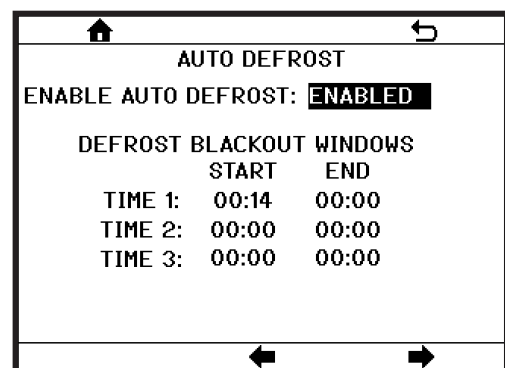 AUTO DEFROST
ENABLE AUTO DEFROST: ENABLED
DEFROST BLACKOUT WINDOWS
START END
TIME 1: 00:14 00:00
TIME 2: 00:00 00:00
TIME 3: 00:00 00:00